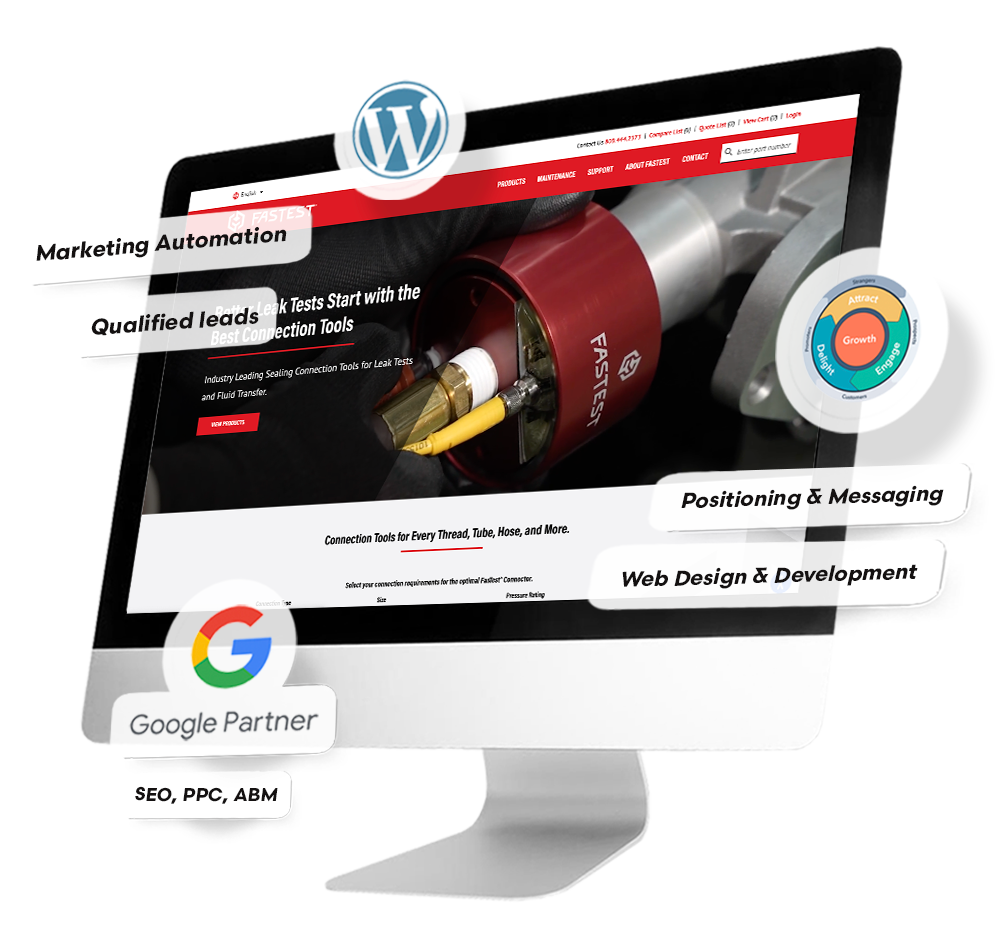 Contact Us 800.444.2373 | Compare List (0) | Quote List (0) | View Cart (0) | Login
English
PRODUCTS MAINTENANCE SUPPORT ABOUT FASTEST CONTACT
enter part number
FASTEST
Marketing Automation
Better Leak Tests Start with the
Best Connection Tools
Qualified leads
Industry Leading Sealing Connection Tools for Leak Tests
and Fluid Transfer.
VIEW PRODUCTS
FASTEST
Strangers
Attract
Prospects
Engage
Customers
Delight
Promoters
Growth
Positioning & Messaging
Connection Tools for Every Thread, Tube, Hose, and More.
Web Design & Development
Select your connection requirements for the optimal FasTest® Connector.
Connection Type Size Pressure Rating
Google Partner
SEO, PPC, ABM